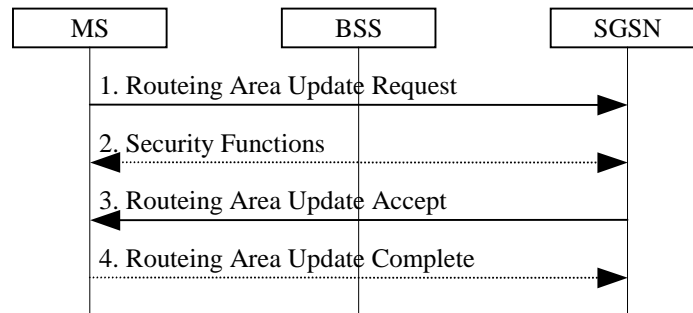 MS BSS SGSN
1. Routeing Area Update Request
2. Security Functions
3. Routeing Area Update Accept
4. Routeing Area Update Complete